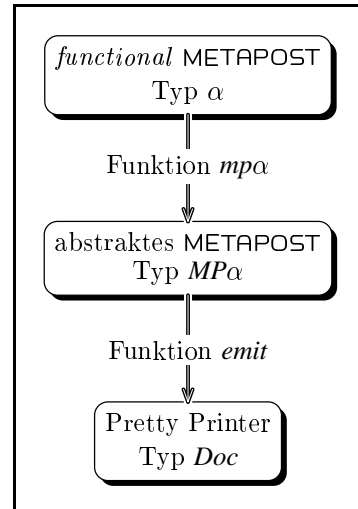 functional METAPOST
Typ α
Funktion mpα
abstraktes METAPOST
Typ MPα
Funktion emit
Pretty Printer
Typ Doc